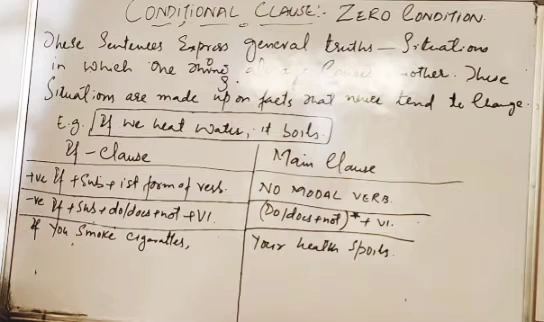 CONDITIONAL CLAUSE:- ZERO CONDITION.
These Sentences Express general truths - Situations
in which one thing always Causes another. These
Situations are made up on facts that never tend to Change.
E.g. If we heat water, it boils.
If - Clause Main Clause
+ve If + Sub + 1st form of verb. NO MODAL VERB.
-ve If + Sub + do/does + not + V1. (Do/does + not)* + V1.
If You Smoke cigarattes, Your health Spoils.